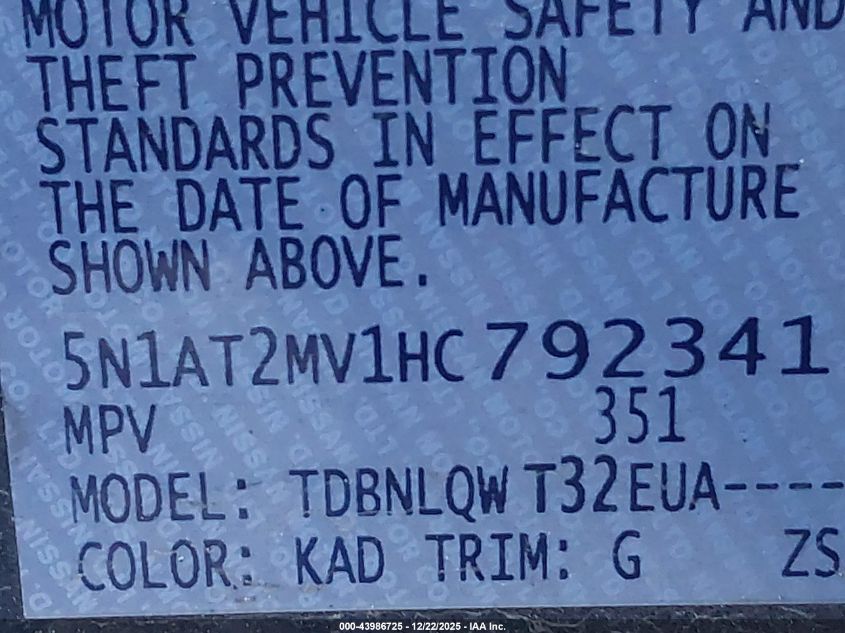 MOTOR VEHICLE SAFETY AND
THEFT PREVENTION
STANDARDS IN EFFECT ON
THE DATE OF MANUFACTURE
SHOWN ABOVE.
5N1AT2MV1HC792341
MPV 351
MODEL: TDBNLQW T32EUA----
COLOR: KAD TRIM: G ZS
000-43986725 - 12/22/2025 - IAA Inc.